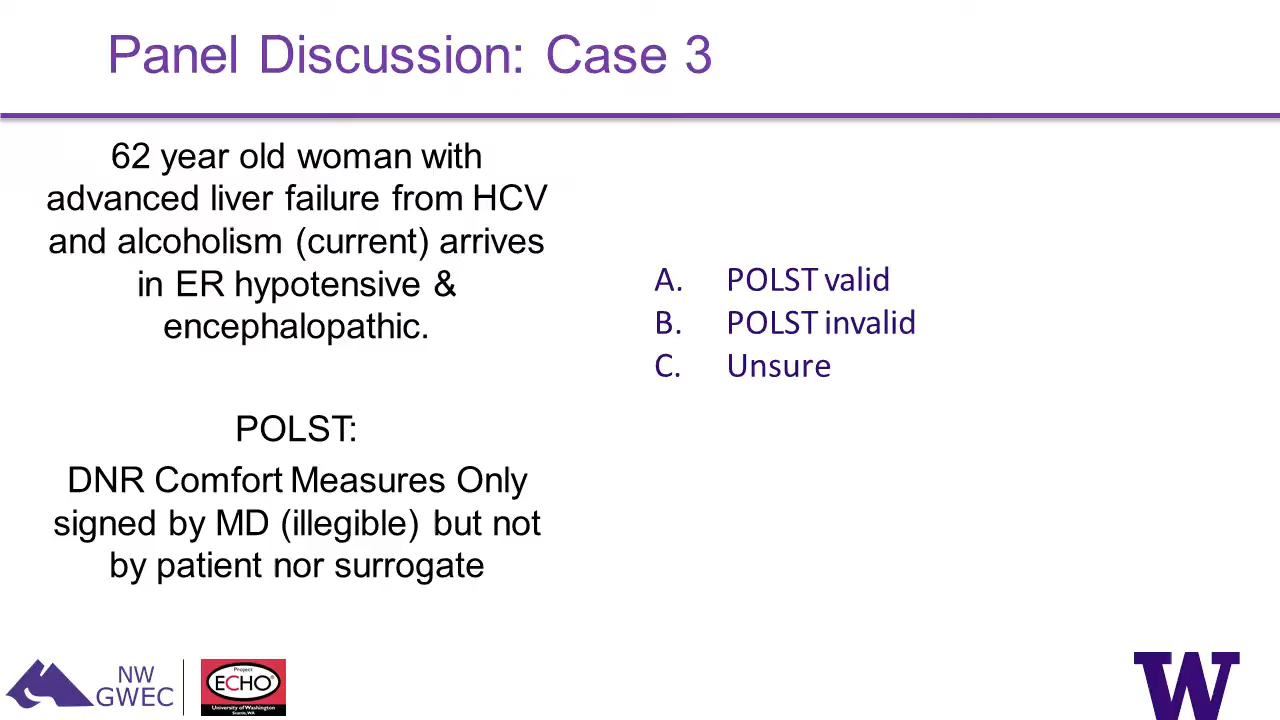 Panel Discussion: Case 3
62 year old woman with
advanced liver failure from HCV
and alcoholism (current) arrives
in ER hypotensive &
encephalopathic.
POLST:
DNR Comfort Measures Only
signed by MD (illegible) but not
by patient nor surrogate
A. POLST valid
B. POLST invalid
C. Unsure
NW
GWEC
Project
ECHO
University of Washington
Seattle, WA
W